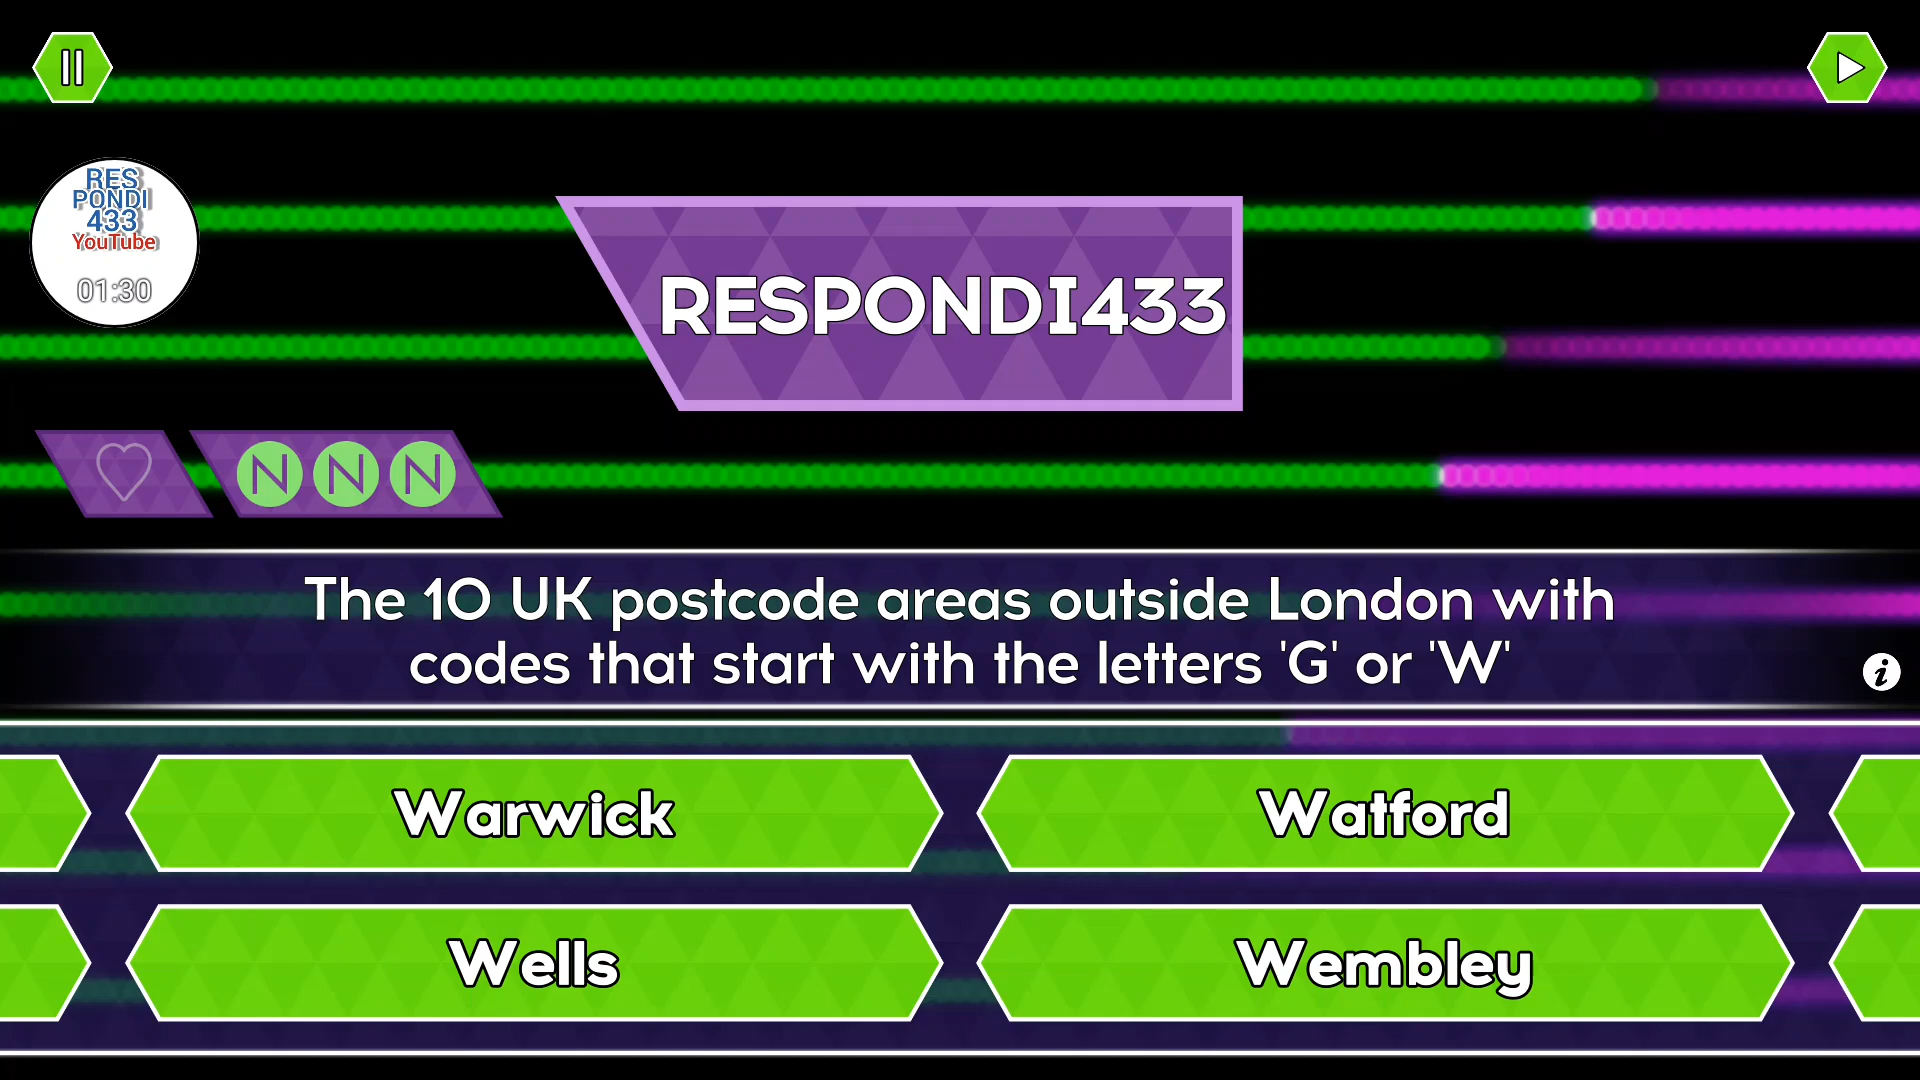 RES
PONDI
433
YouTube
01:30
RESPONDI433
N N N
The 10 UK postcode areas outside London with
codes that start with the letters 'G' or 'W'
i
Warwick
Watford
Wells
Wembley